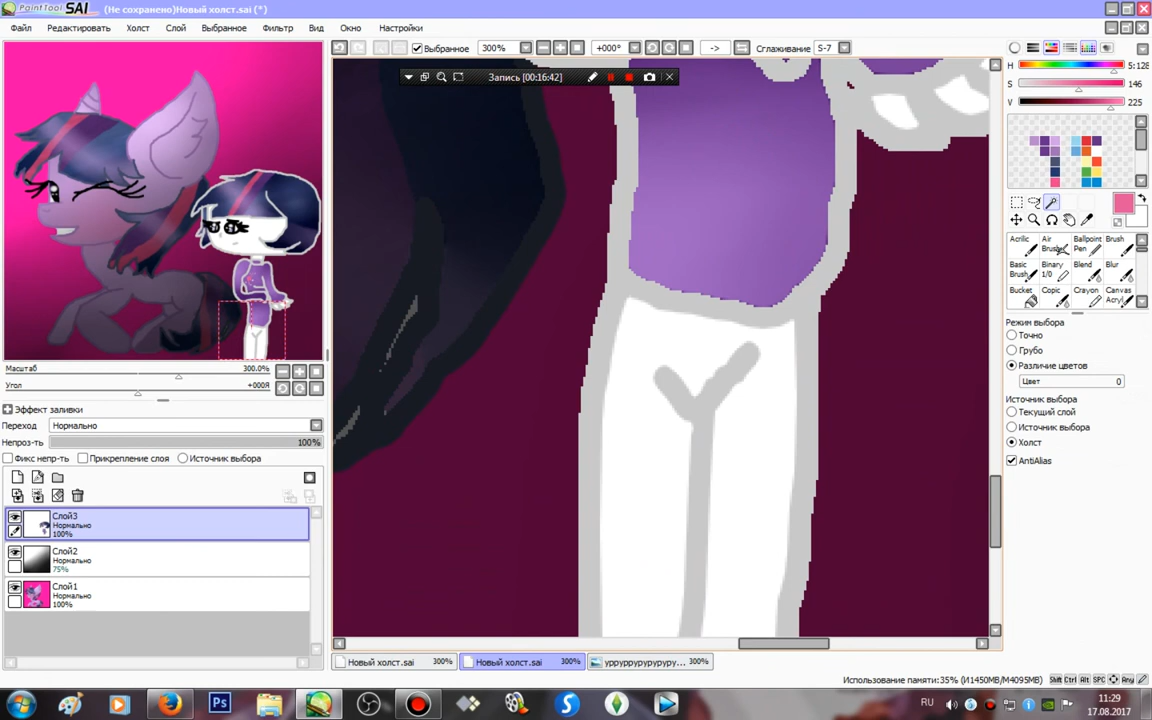 PaintTool SAI (Не сохранено)Новый холст.sai (*)
Файл Редактировать Холст Слой Выбранное Фильтр Вид Окно Настройки
Выбранное 300% +000° -> Сглаживание S-7
Запись [00:16:42]
H 5:128
S 146
V 225
Масштаб 300.0%
Угол +000Я
Эффект заливки
Переход Нормально
Непроз-ть 100%
Фикс непр-ть Прикрепление слоя Источник выбора
Слой3
Нормально
100%
Слой2
Нормально
75%
Слой1
Нормально
100%
Acrilic Air Brush Ballpoint Pen Brush
Basic Brush Binary 1/0 Blend Blur
Bucket Copic Crayon Canvas Acryl
Режим выбора
Точно
Грубо
Различие цветов
Цвет 0
Источник выбора
Текущий слой
Источник выбора
Холст
AntiAlias
Новый холст.sai 300% Новый холст.sai 300% урруррурурууру... 300%
Использование памяти:35% (И1450MB/М4095MB) Shift Ctrl Alt SPC Any
Ps
S
RU 11:29
17.08.2017